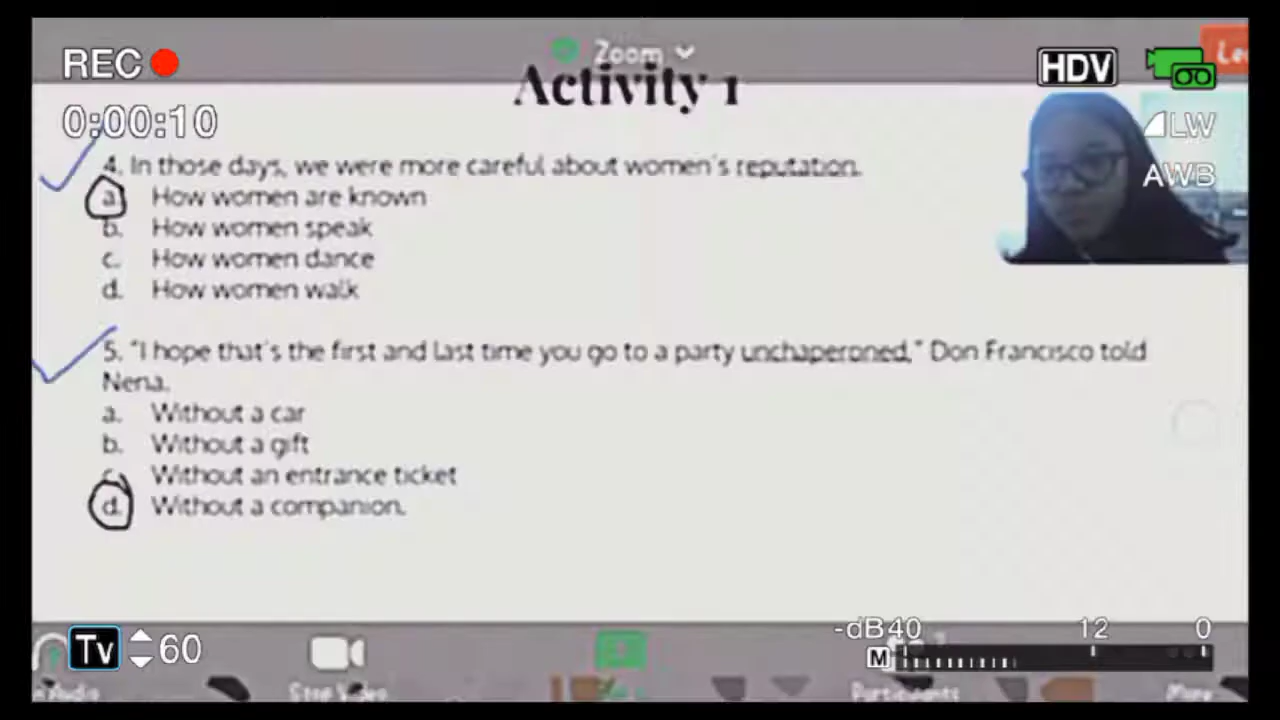 Zoom
REC
HDV
Activity 1
0:00:10
LW
4. In those days, we were more careful about women's reputation.
AWB
a. How women are known
b. How women speak
c. How women dance
d. How women walk
5. "I hope that's the first and last time you go to a party unchaperoned," Don Francisco told
Nena.
a. Without a car
b. Without a gift
c. Without an entrance ticket
d. Without a companion.
-dB40 12 0
Tv 60
M
Audio Stop Video Participants More